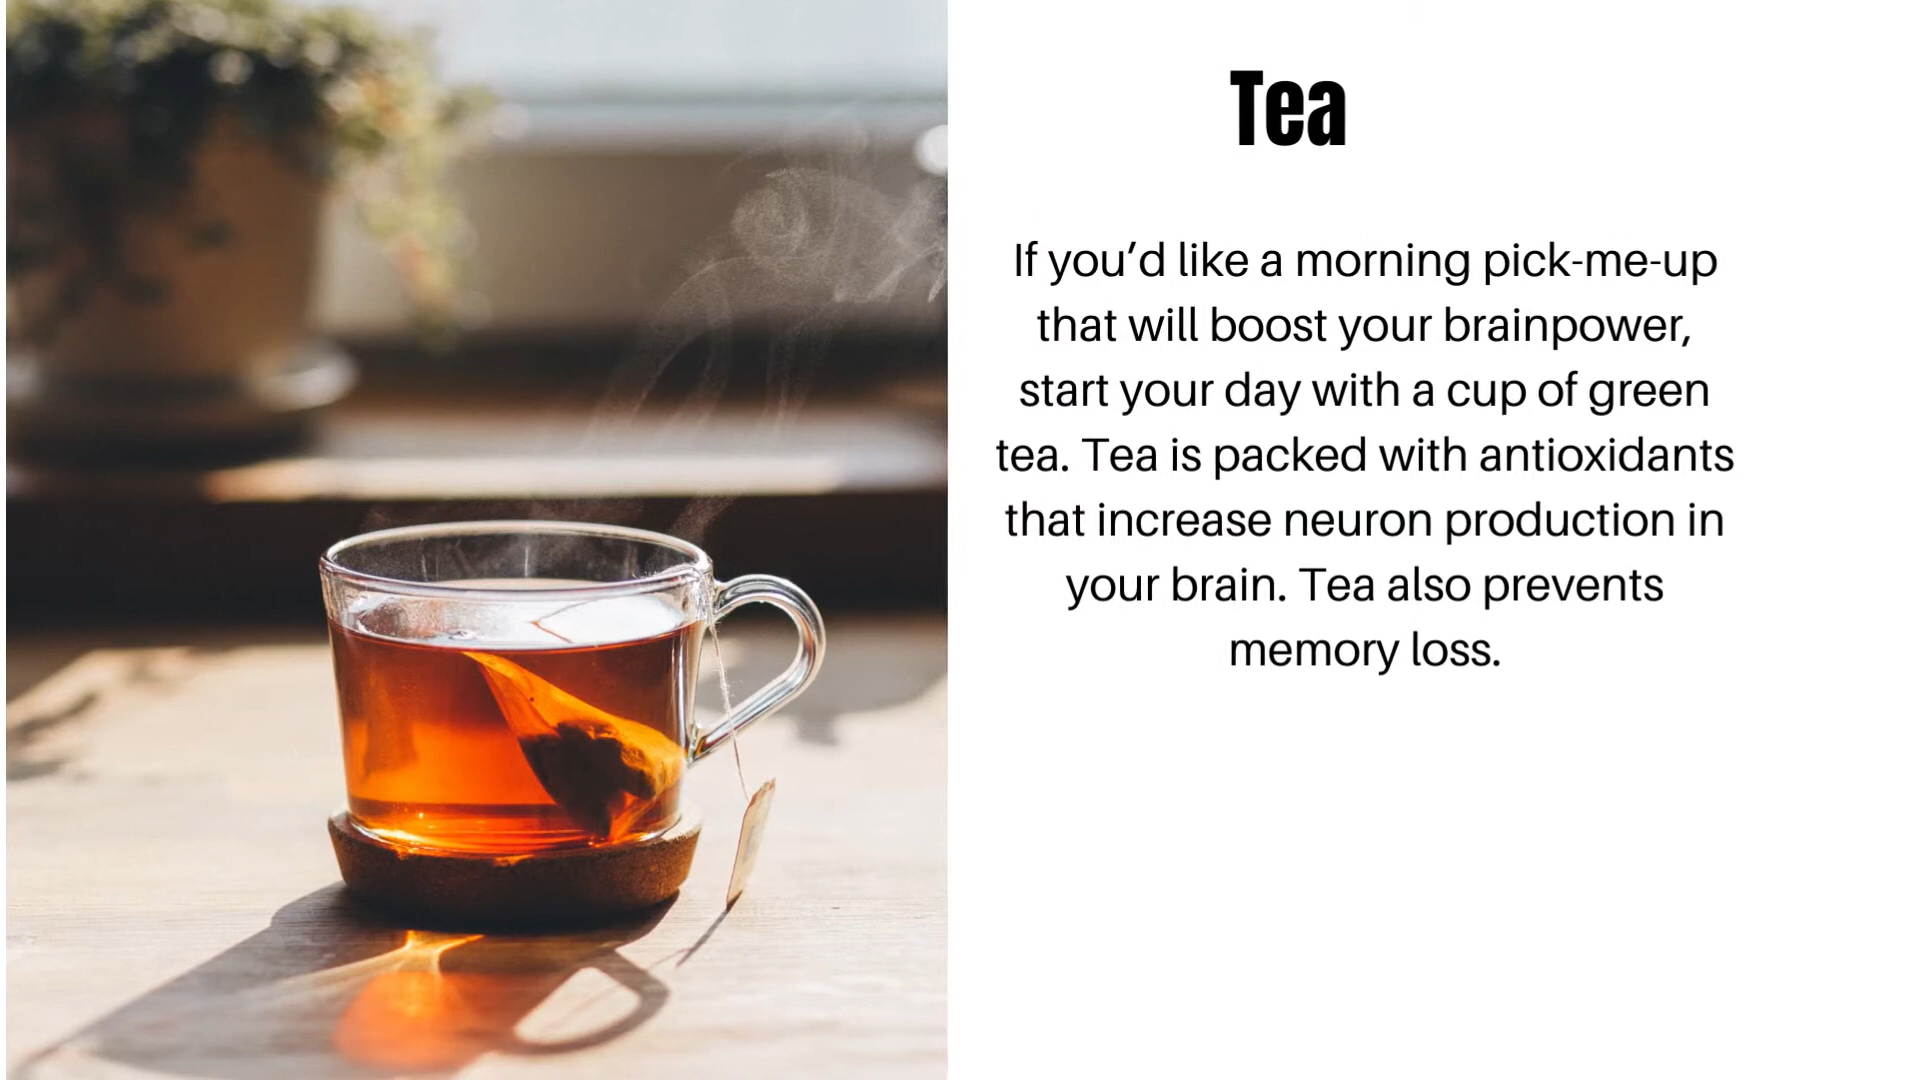 Tea
If you’d like a morning pick-me-up
that will boost your brainpower,
start your day with a cup of green
tea. Tea is packed with antioxidants
that increase neuron production in
your brain. Tea also prevents
memory loss.